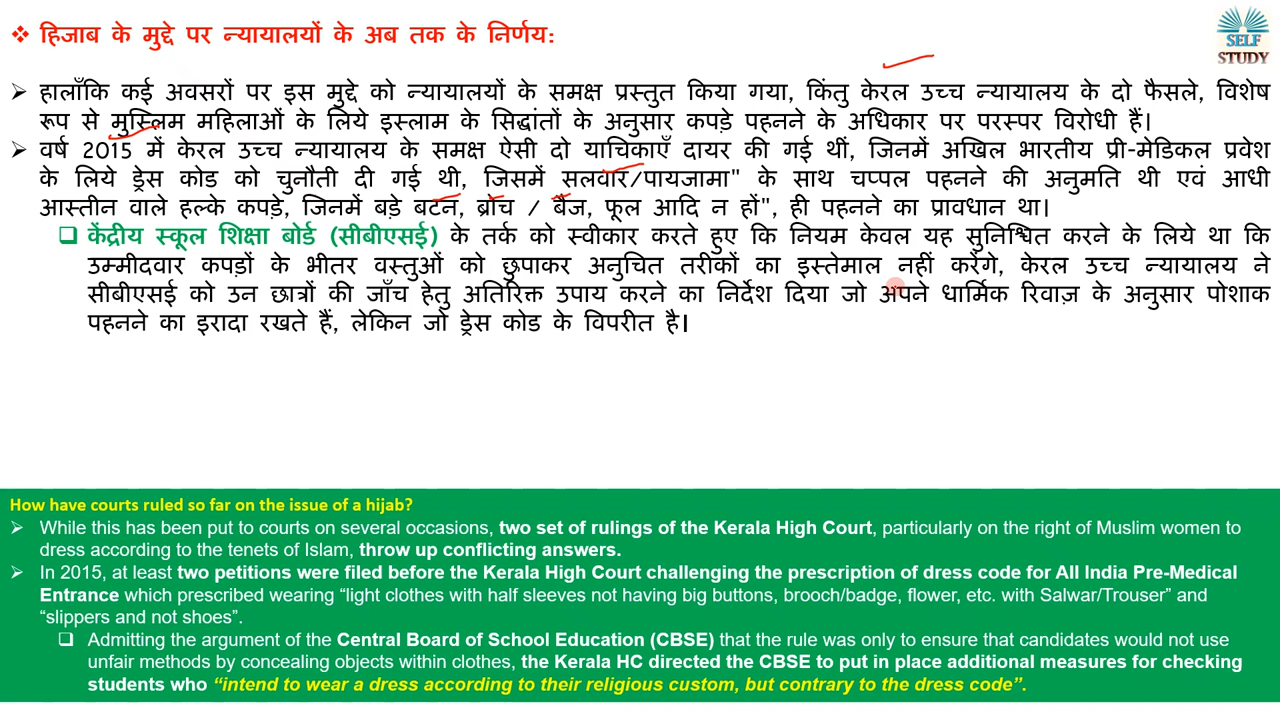 ❖ हिजाब के मुद्दे पर न्यायालयों के अब तक के निर्णय:
SELF
STUDY
➢ हालाँकि कई अवसरों पर इस मुद्दे को न्यायालयों के समक्ष प्रस्तुत किया गया, किंतु केरल उच्च न्यायालय के दो फैसले, विशेष
रूप से मुस्लिम महिलाओं के लिये इस्लाम के सिद्धांतों के अनुसार कपड़े पहनने के अधिकार पर परस्पर विरोधी हैं।
➢ वर्ष 2015 में केरल उच्च न्यायालय के समक्ष ऐसी दो याचिकाएँ दायर की गई थीं, जिनमें अखिल भारतीय प्री-मेडिकल प्रवेश
के लिये ड्रेस कोड को चुनौती दी गई थी, जिसमें सलवार/पायजामा" के साथ चप्पल पहनने की अनुमति थी एवं आधी
आस्तीन वाले हल्के कपड़े, जिनमें बड़े बटन, ब्रोच / बैज, फूल आदि न हों", ही पहनने का प्रावधान था।
❑ केंद्रीय स्कूल शिक्षा बोर्ड (सीबीएसई) के तर्क को स्वीकार करते हुए कि नियम केवल यह सुनिश्चित करने के लिये था कि
उम्मीदवार कपड़ों के भीतर वस्तुओं को छुपाकर अनुचित तरीकों का इस्तेमाल नहीं करेंगे, केरल उच्च न्यायालय ने
सीबीएसई को उन छात्रों की जाँच हेतु अतिरिक्त उपाय करने का निर्देश दिया जो अपने धार्मिक रिवाज़ के अनुसार पोशाक
पहनने का इरादा रखते हैं, लेकिन जो ड्रेस कोड के विपरीत है।
How have courts ruled so far on the issue of a hijab?
➢ While this has been put to courts on several occasions, two set of rulings of the Kerala High Court, particularly on the right of Muslim women to
dress according to the tenets of Islam, throw up conflicting answers.
➢ In 2015, at least two petitions were filed before the Kerala High Court challenging the prescription of dress code for All India Pre-Medical
Entrance which prescribed wearing “light clothes with half sleeves not having big buttons, brooch/badge, flower, etc. with Salwar/Trouser” and
“slippers and not shoes”.
❑ Admitting the argument of the Central Board of School Education (CBSE) that the rule was only to ensure that candidates would not use
unfair methods by concealing objects within clothes, the Kerala HC directed the CBSE to put in place additional measures for checking
students who “intend to wear a dress according to their religious custom, but contrary to the dress code”.